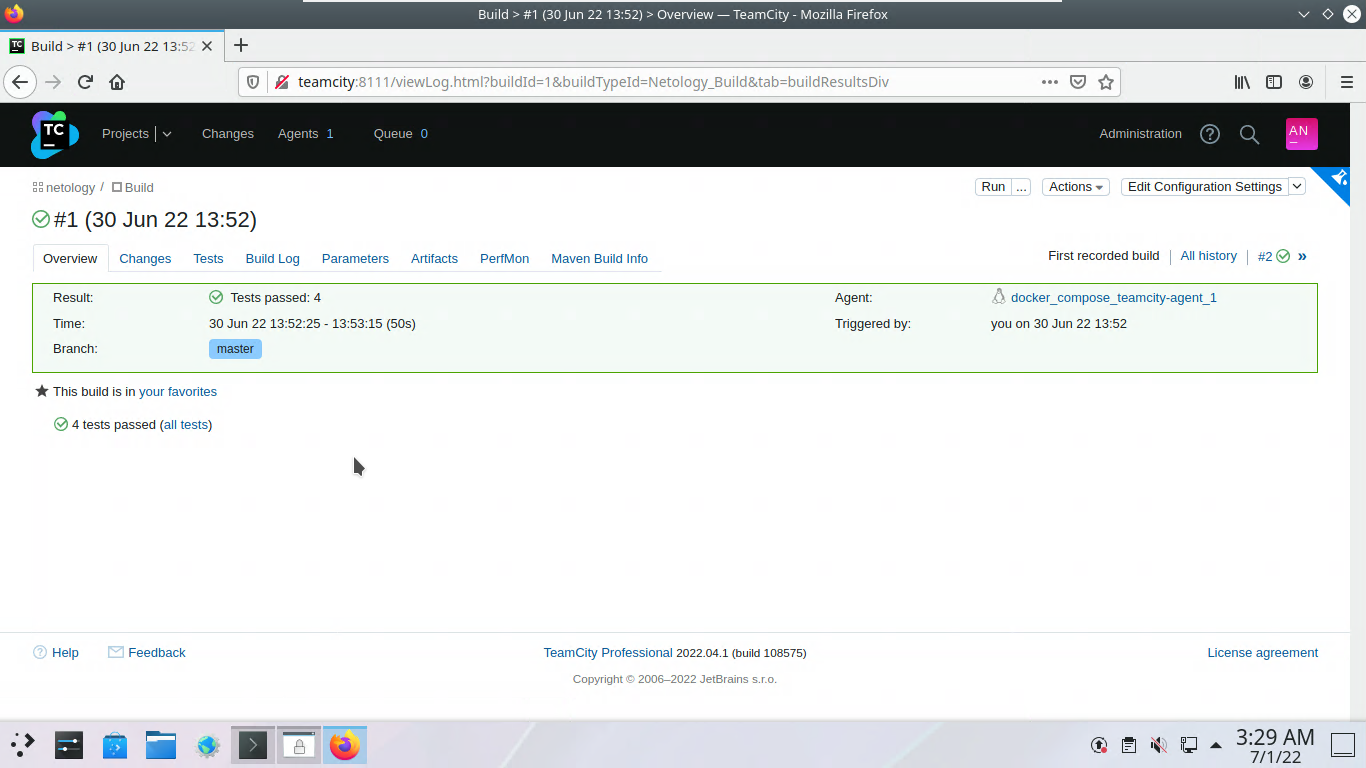 Build > #1 (30 Jun 22 13:52) > Overview — TeamCity - Mozilla Firefox
TC Build > #1 (30 Jun 22 13:52
teamcity:8111/viewLog.html?buildId=1&buildTypeId=Netology_Build&tab=buildResultsDiv
TC Projects Changes Agents 1 Queue 0 Administration AN
netology / Build Run ... Actions Edit Configuration Settings
#1 (30 Jun 22 13:52)
Overview Changes Tests Build Log Parameters Artifacts PerfMon Maven Build Info First recorded build All history #2 »
Result: Tests passed: 4 Agent: docker_compose_teamcity-agent_1
Time: 30 Jun 22 13:52:25 - 13:53:15 (50s) Triggered by: you on 30 Jun 22 13:52
Branch: master
This build is in your favorites
4 tests passed (all tests)
Help Feedback TeamCity Professional 2022.04.1 (build 108575) License agreement
Copyright © 2006–2022 JetBrains s.r.o.
3:29 AM
7/1/22